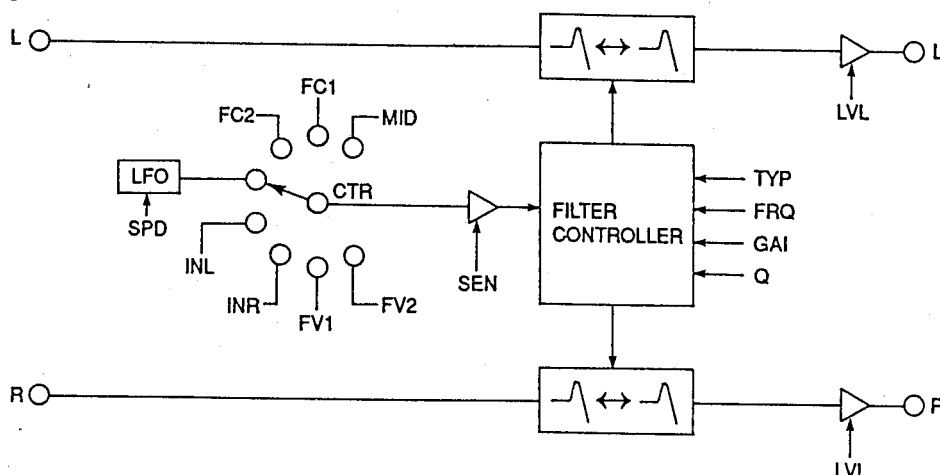 L
L
FC1
FC2
MID
LVL
LFO
CTR
TYP
SPD
FILTER
CONTROLLER
FRQ
GAI
INL
SEN
Q
INR
FV1
FV2
R
LVL